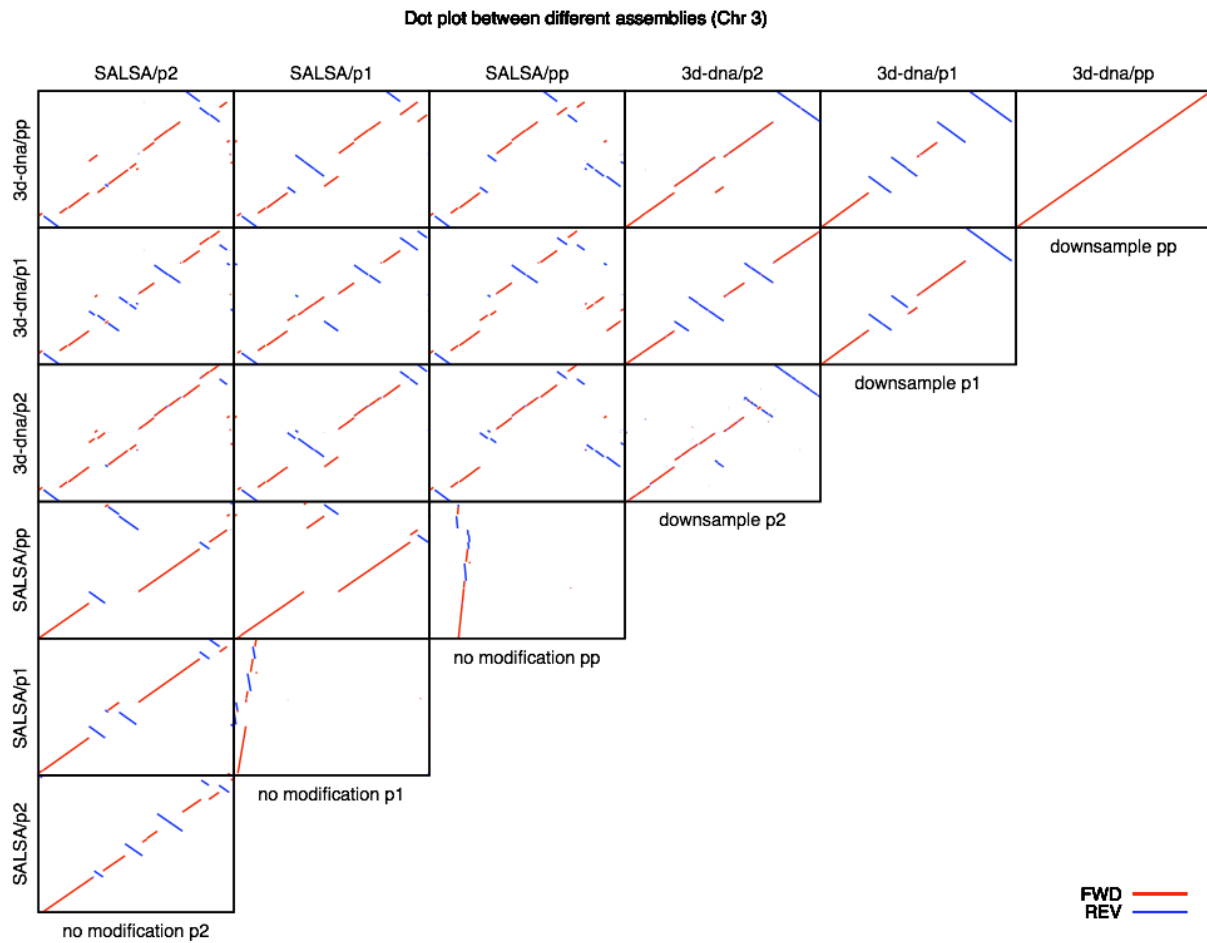 Dot plot between different assemblies (Chr 3)
SALSA/p2 SALSA/p1 SALSA/pp 3d-dna/p2 3d-dna/p1 3d-dna/pp
3d-dna/pp
downsample pp
3d-dna/p1
downsample p1
3d-dna/p2
downsample p2
SALSA/pp
no modification pp
SALSA/p1
no modification p1
SALSA/p2
FWD
REV
no modification p2